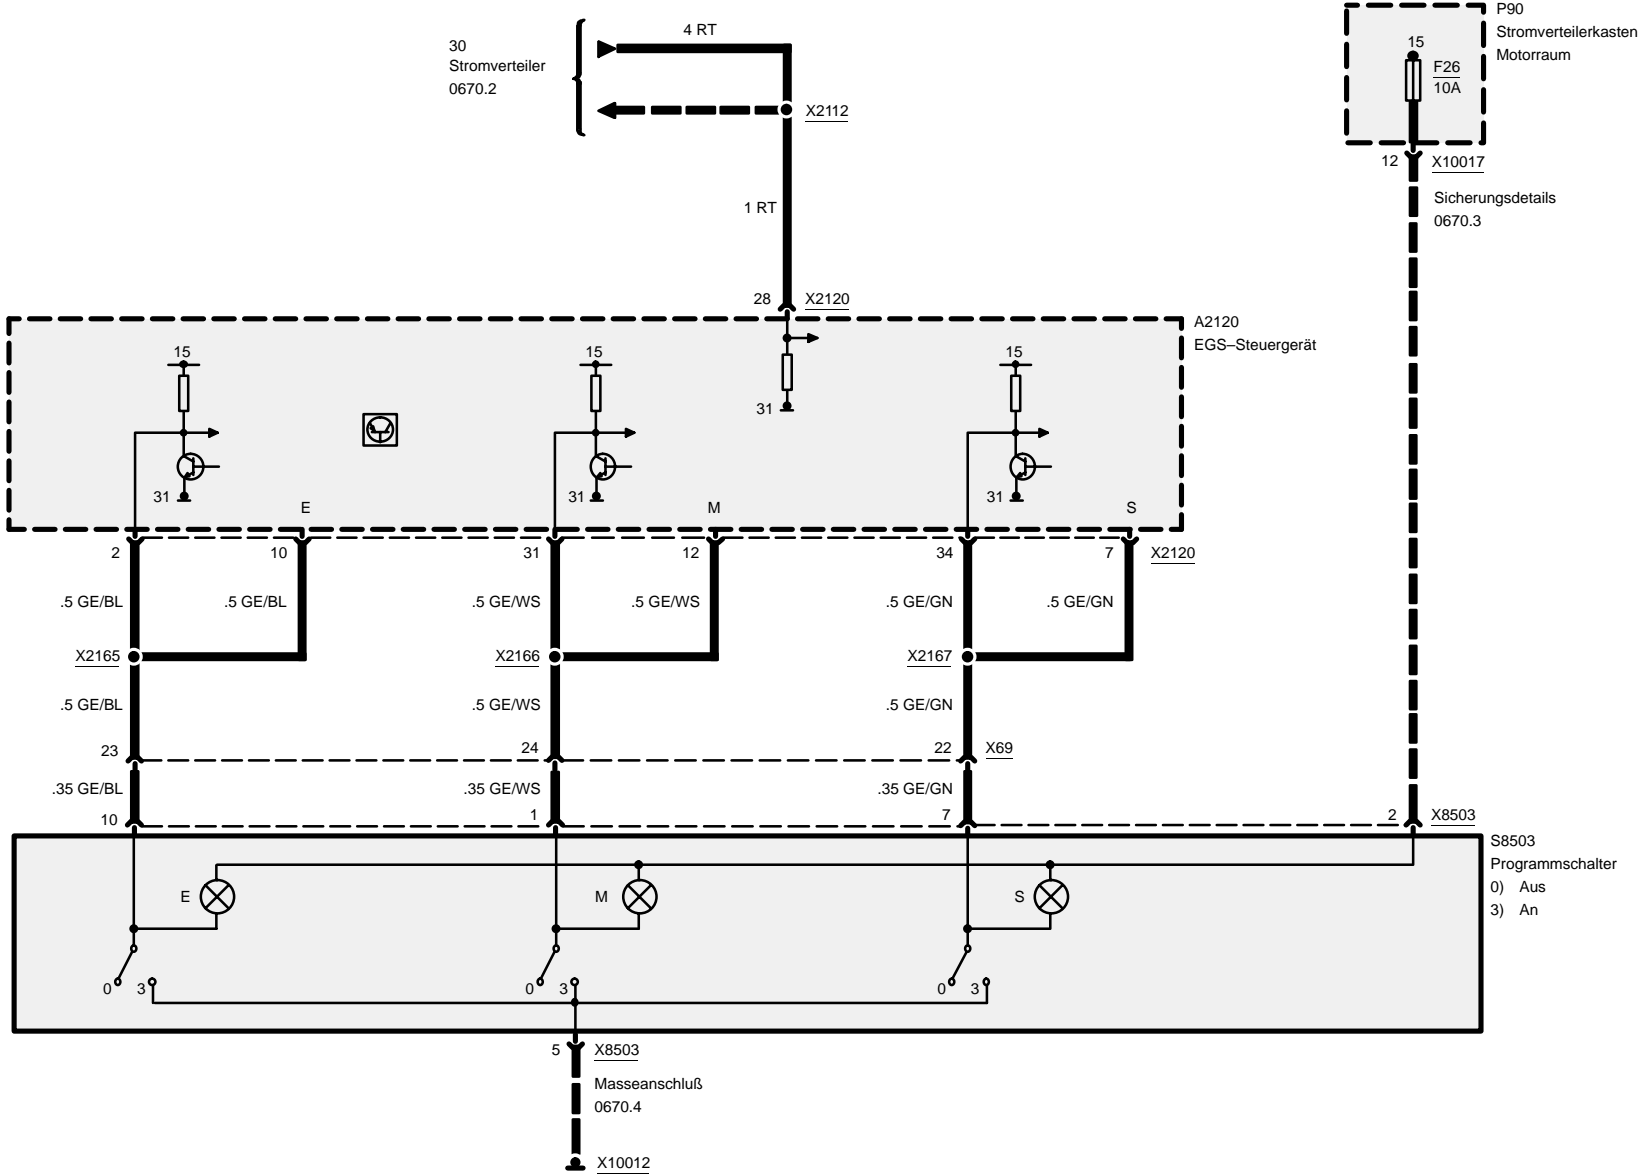 P90
Stromverteilerkasten
Motorraum
15
F26
10A
12 X10017
Sicherungsdetails
0670.3
30
Stromverteiler
0670.2
4 RT
X2112
1 RT
28 X2120
A2120
EGS–Steuergerät
15
15
15
31
31
31
31
E
M
S
2
10
31
12
34
7
X2120
.5 GE/BL
.5 GE/BL
.5 GE/WS
.5 GE/WS
.5 GE/GN
.5 GE/GN
X2165
X2166
X2167
.5 GE/BL
.5 GE/WS
.5 GE/GN
23
24
22
X69
.35 GE/BL
.35 GE/WS
.35 GE/GN
10
1
7
2
X8503
S8503
Programmschalter
0) Aus
3) An
E
M
S
0 3
0 3
0 3
5 X8503
Masseanschluß
0670.4
X10012